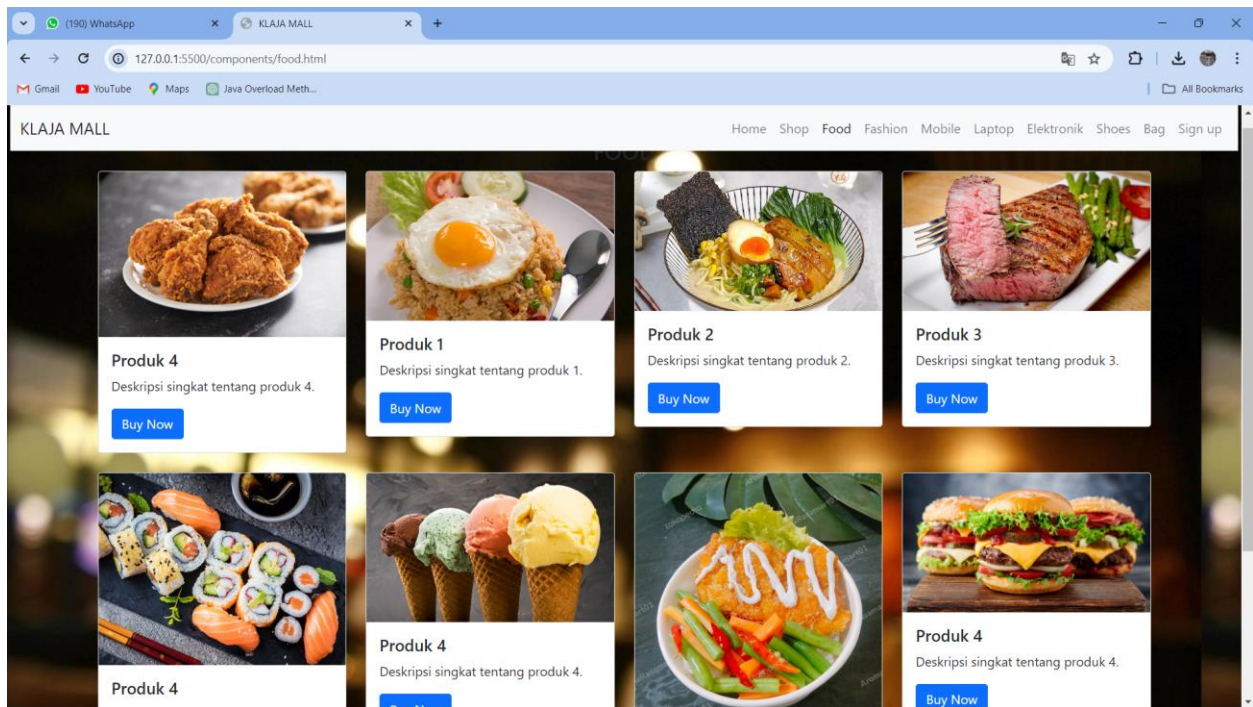 (190) WhatsApp
KLAJA MALL
127.0.0.1:5500/components/food.html
Gmail YouTube Maps Java Overload Meth... All Bookmarks
KLAJA MALL Home Shop Food Fashion Mobile Laptop Elektronik Shoes Bag Sign up
FOOD
Produk 4
Deskripsi singkat tentang produk 4.
Buy Now
Produk 1
Deskripsi singkat tentang produk 1.
Buy Now
Produk 2
Deskripsi singkat tentang produk 2.
Buy Now
Produk 3
Deskripsi singkat tentang produk 3.
Buy Now
Produk 4
Produk 4
Deskripsi singkat tentang produk 4.
Buy Now
Produk 4
Deskripsi singkat tentang produk 4.
Buy Now